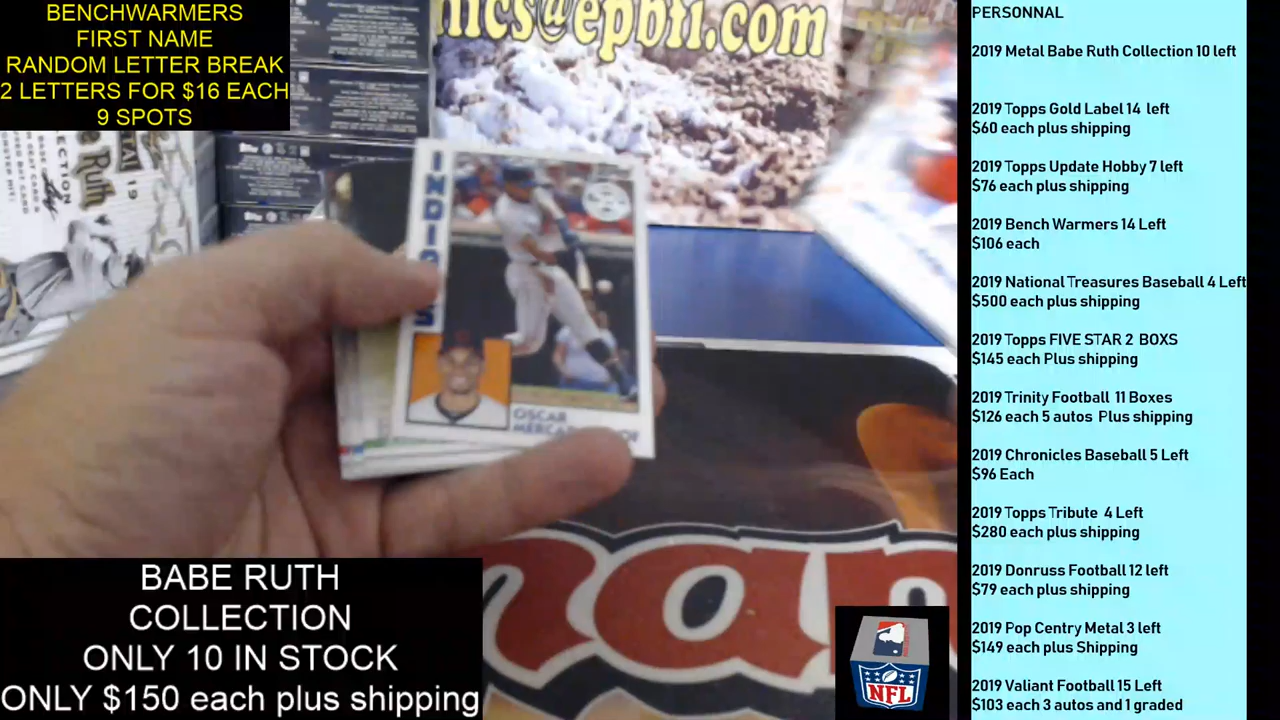 BENCHWARMERS
FIRST NAME
RANDOM LETTER BREAK
2 LETTERS FOR $16 EACH
9 SPOTS
nics@epbti.com
INDIANS
OSCAR
BABE RUTH
COLLECTION
ONLY 10 IN STOCK
ONLY $150 each plus shipping
NFL
PERSONNAL
2019 Metal Babe Ruth Collection 10 left
2019 Topps Gold Label 14 left
$60 each plus shipping
2019 Topps Update Hobby 7 left
$76 each plus shipping
2019 Bench Warmers 14 Left
$106 each
2019 National Treasures Baseball 4 Left
$500 each plus shipping
2019 Topps FIVE STAR 2 BOXS
$145 each Plus shipping
2019 Trinity Football 11 Boxes
$126 each 5 autos Plus shipping
2019 Chronicles Baseball 5 Left
$96 Each
2019 Topps Tribute 4 Left
$280 each plus shipping
2019 Donruss Football 12 left
$79 each plus shipping
2019 Pop Centry Metal 3 left
$149 each plus Shipping
2019 Valiant Football 15 Left
$103 each 3 autos and 1 graded